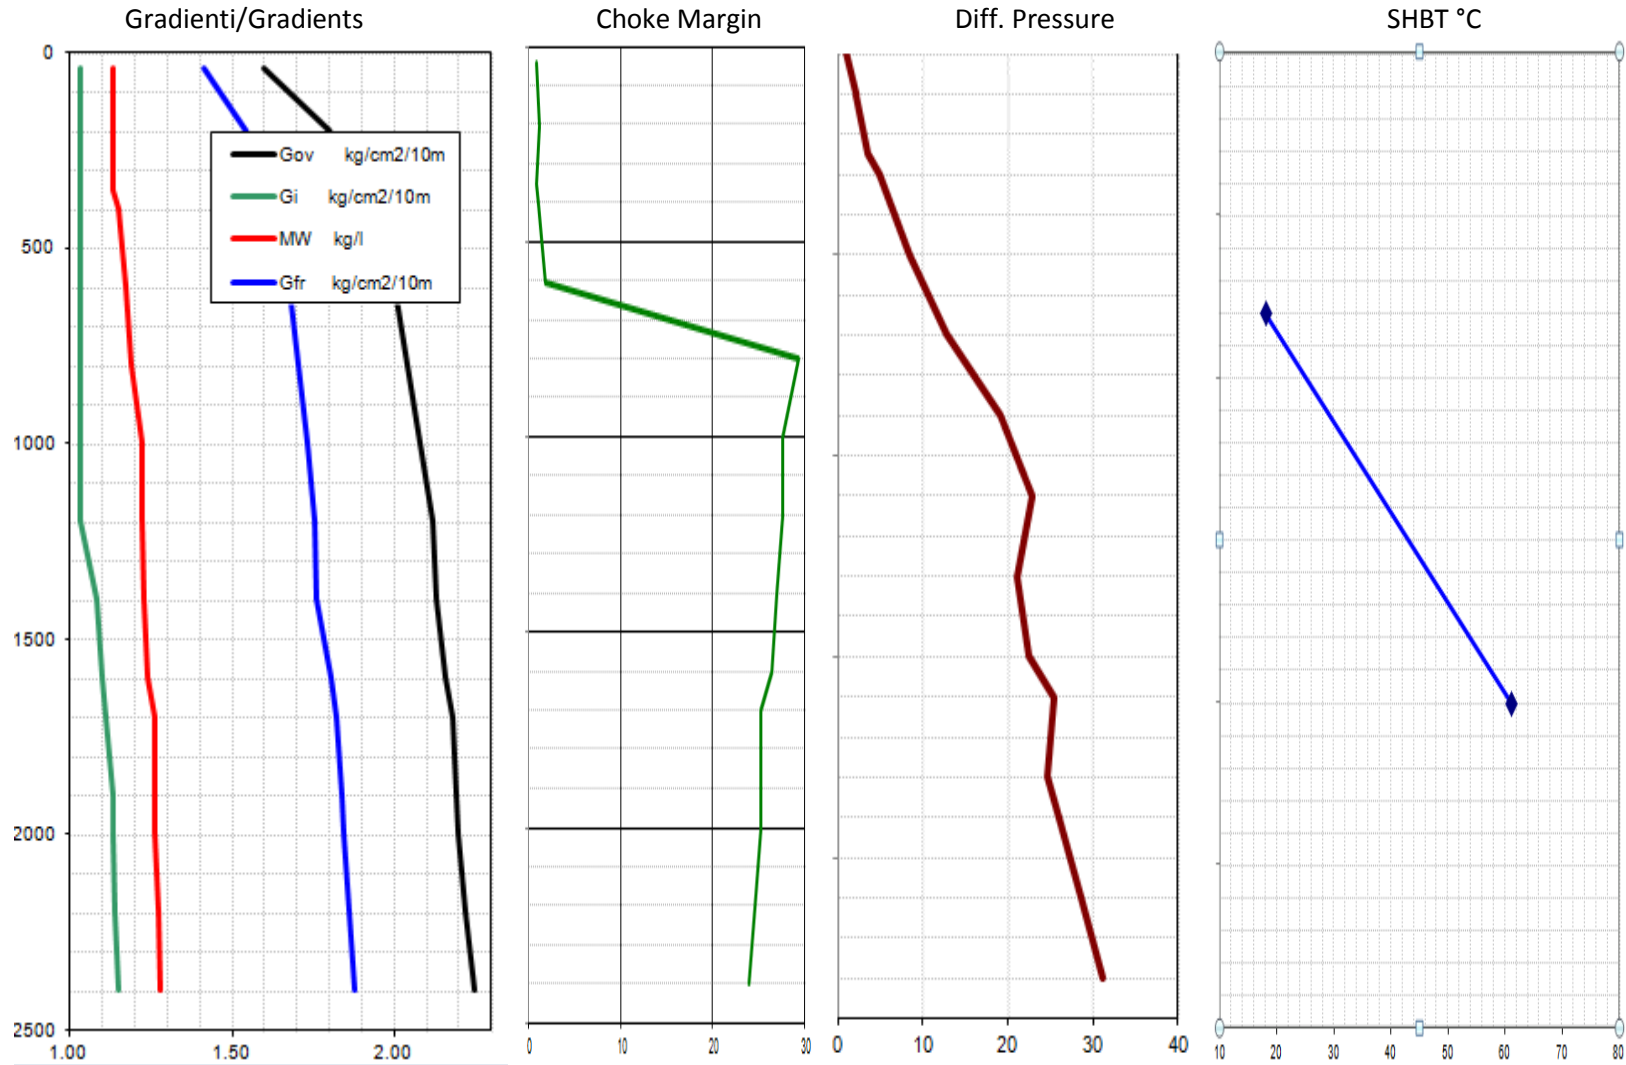 Gradienti/Gradients
Choke Margin
Diff. Pressure
SHBT °C
0
500
1000
1500
2000
2500
Gov kg/cm2/10m
Gi kg/cm2/10m
MW kg/l
Gfr kg/cm2/10m
1.00 1.50 2.00
0 10 20 30
0 10 20 30 40
10 20 30 40 50 60 70 80